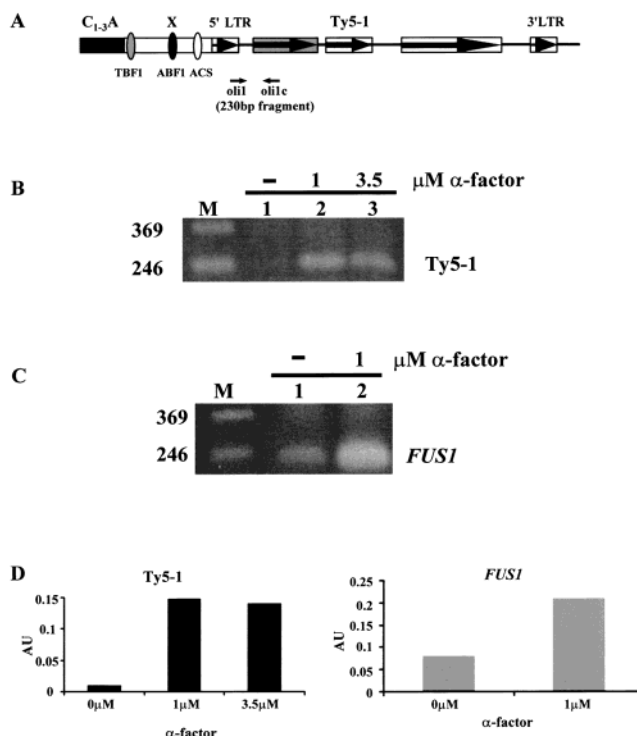 A
C1-3A X 5' LTR Ty5-1 3'LTR
TBF1 ABF1 ACS
oli1 oli1c
(230bp fragment)
B
– 1 3.5 μM α-factor
M 1 2 3
369
246 Ty5-1
C
– 1 μM α-factor
M 1 2
369
246 FUS1
D
Ty5-1
AU
0.15
0.1
0.05
0
0μM 1μM 3.5μM
α-factor
FUS1
AU
0.25
0.2
0.15
0.1
0.05
0
0μM 1μM
α-factor